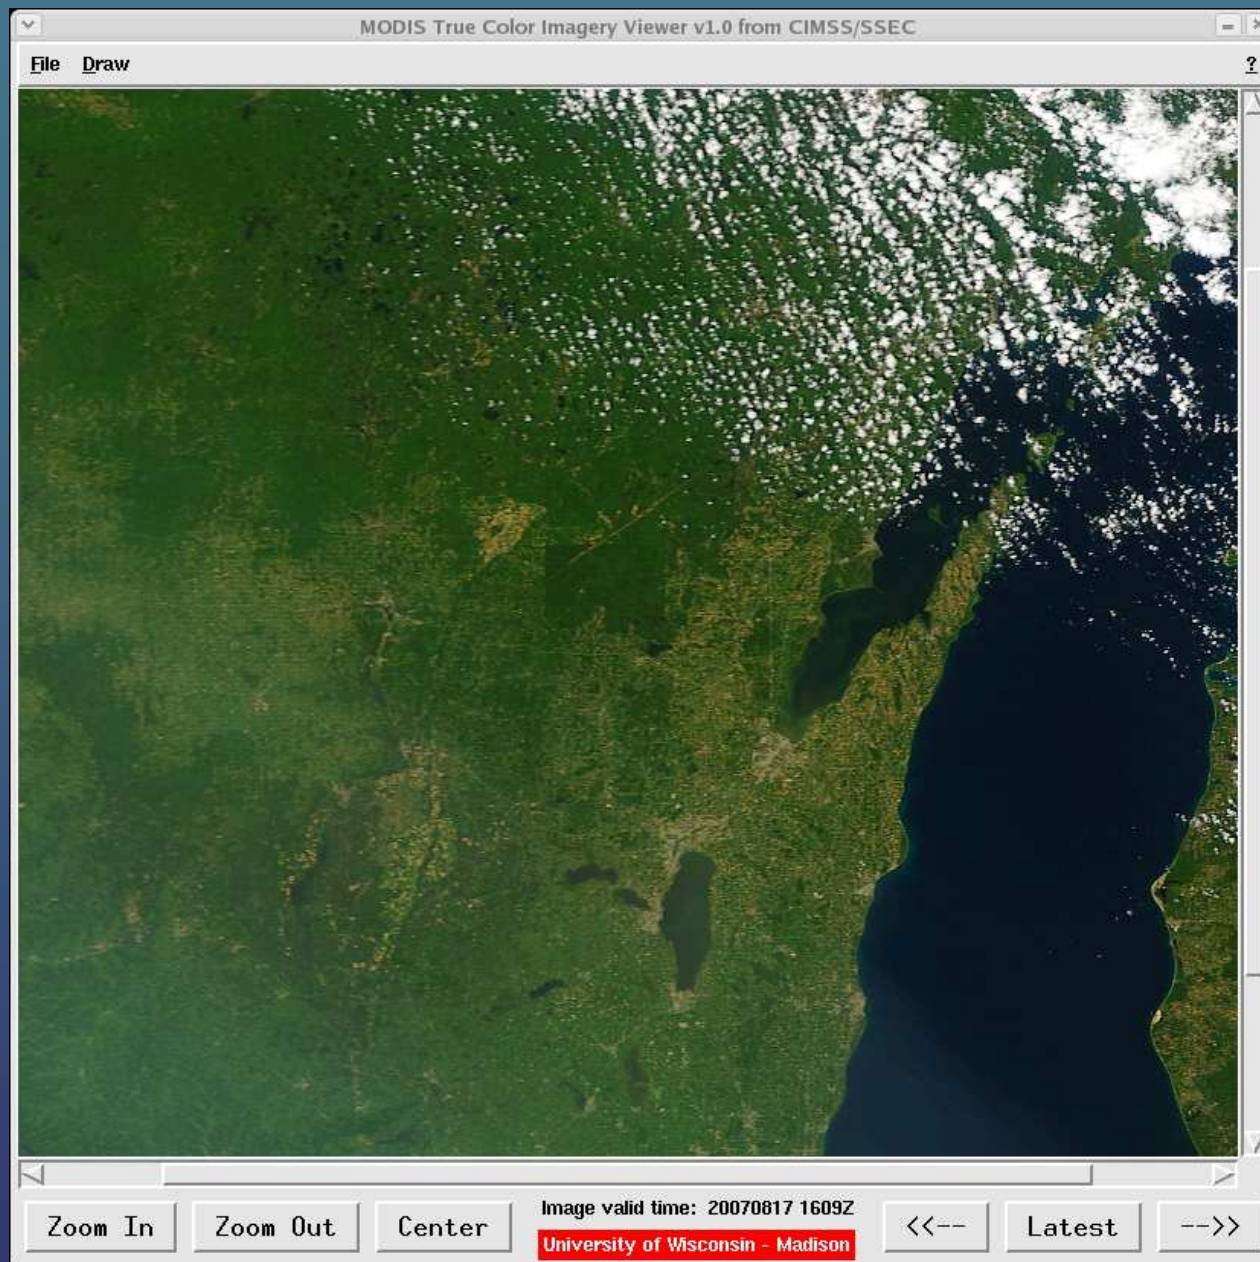 MODIS True Color Imagery Viewer v1.0 from CIMSS/SSEC
File Draw ?
Image valid time: 20070817 1609Z
Zoom In Zoom Out Center <<-- Latest -->>
University of Wisconsin - Madison